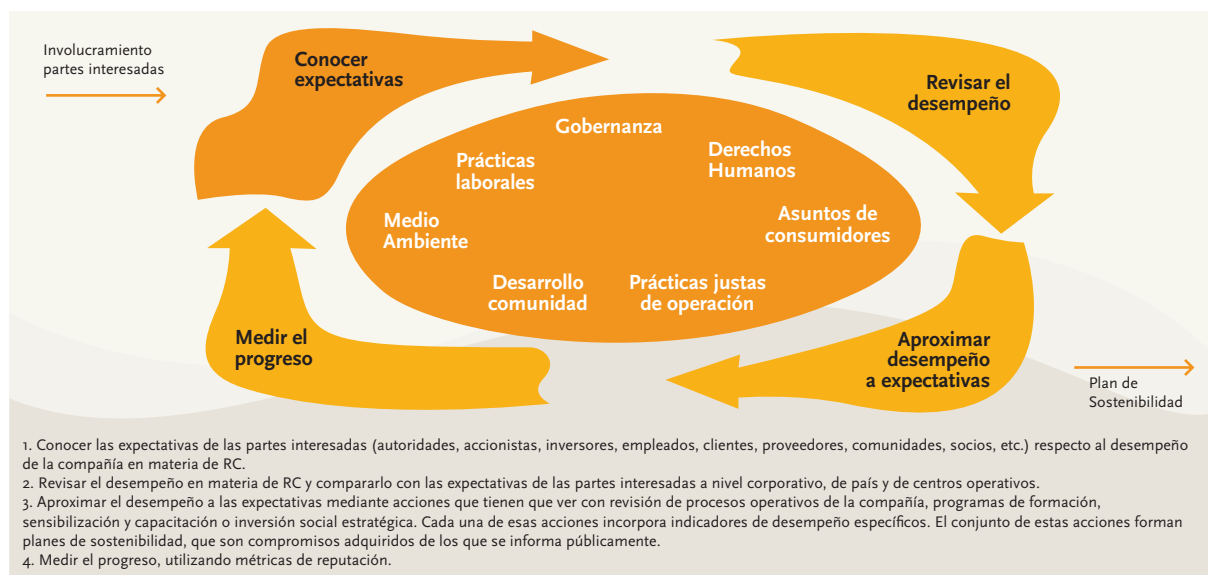 Involucramiento
partes interesadas
Conocer
expectativas
Revisar el
desempeño
Gobernanza
Prácticas
laborales
Derechos
Humanos
Medio
Ambiente
Asuntos de
consumidores
Desarrollo
comunidad
Prácticas justas
de operación
Medir el
progreso
Aproximar
desempeño
a expectativas
Plan de
Sostenibilidad
1. Conocer las expectativas de las partes interesadas (autoridades, accionistas, inversores, empleados, clientes, proveedores, comunidades, socios, etc.) respecto al desempeño
de la compañía en materia de RC.
2. Revisar el desempeño en materia de RC y compararlo con las expectativas de las partes interesadas a nivel corporativo, de país y de centros operativos.
3. Aproximar el desempeño a las expectativas mediante acciones que tienen que ver con revisión de procesos operativos de la compañía, programas de formación,
sensibilización y capacitación o inversión social estratégica. Cada una de esas acciones incorpora indicadores de desempeño específicos. El conjunto de estas acciones forman
planes de sostenibilidad, que son compromisos adquiridos de los que se informa públicamente.
4. Medir el progreso, utilizando métricas de reputación.